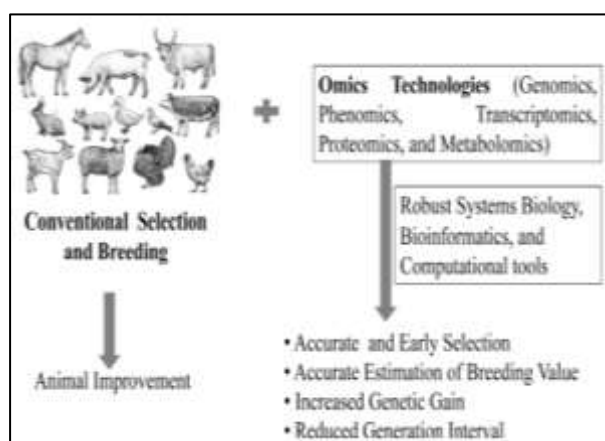 Omics Technologies (Genomics,
Phenomics, Transcriptomics,
Proteomics, and Metabolomics)
Robust Systems Biology,
Bioinformatics, and
Computational tools
Conventional Selection
and Breeding
Animal Improvement
• Accurate and Early Selection
• Accurate Estimation of Breeding Value
• Increased Genetic Gain
• Reduced Generation Interval